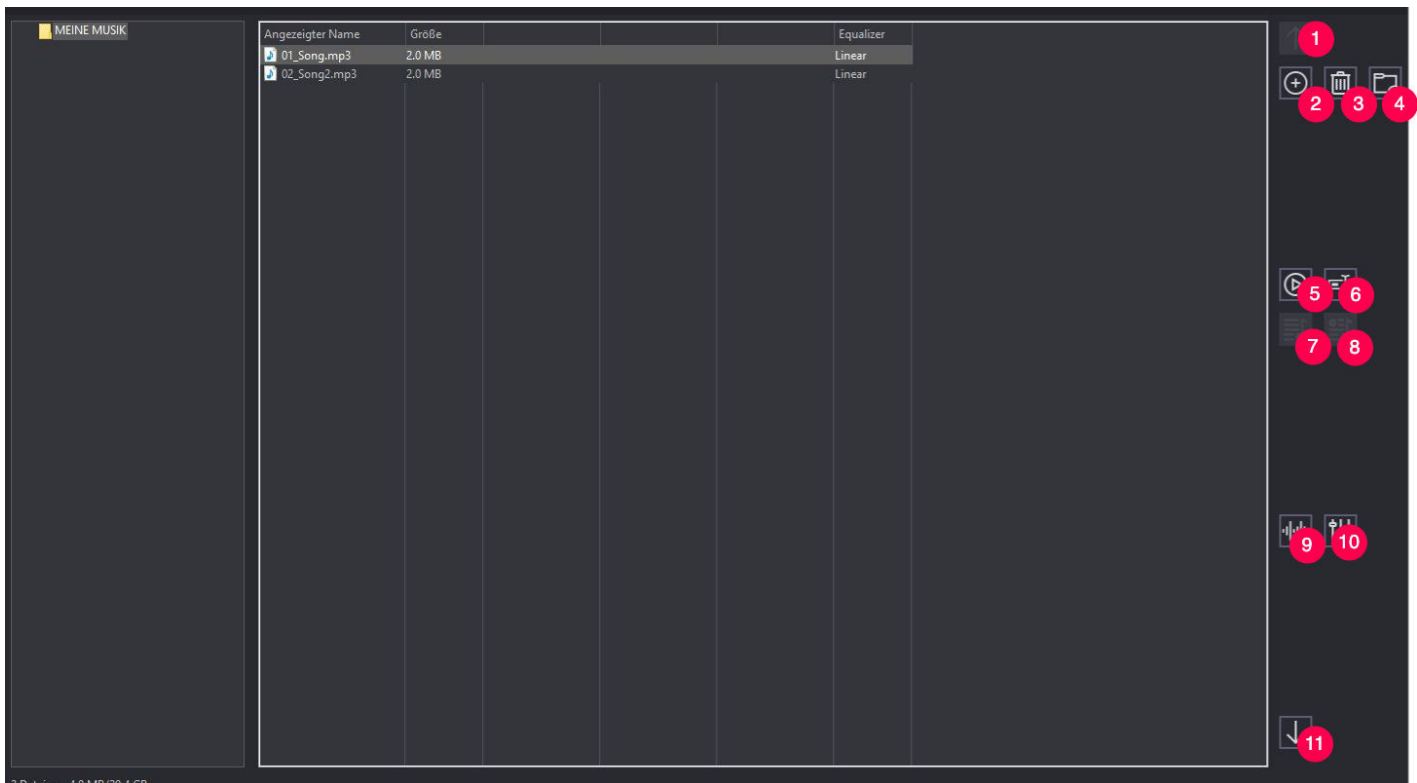 MEINE MUSIK
Angezeigter Name Größe Equalizer
01_Song.mp3 2.0 MB Linear
02_Song2.mp3 2.0 MB Linear
1
2 3 4
5 6
7 8
9 10
11